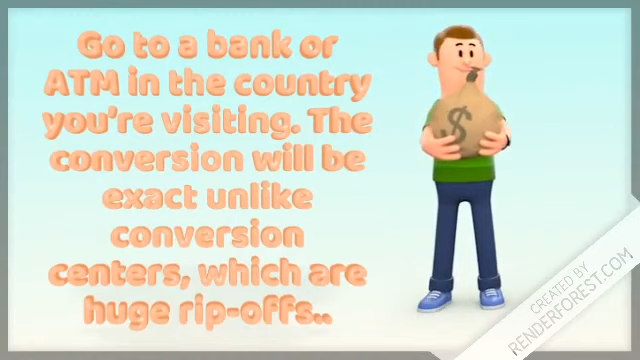 Go to a bank or
ATM in the country
you're visiting. The
conversion will be
exact unlike
conversion
centers, which are
huge rip-offs..
$
CREATED BY
RENDERFOREST.COM